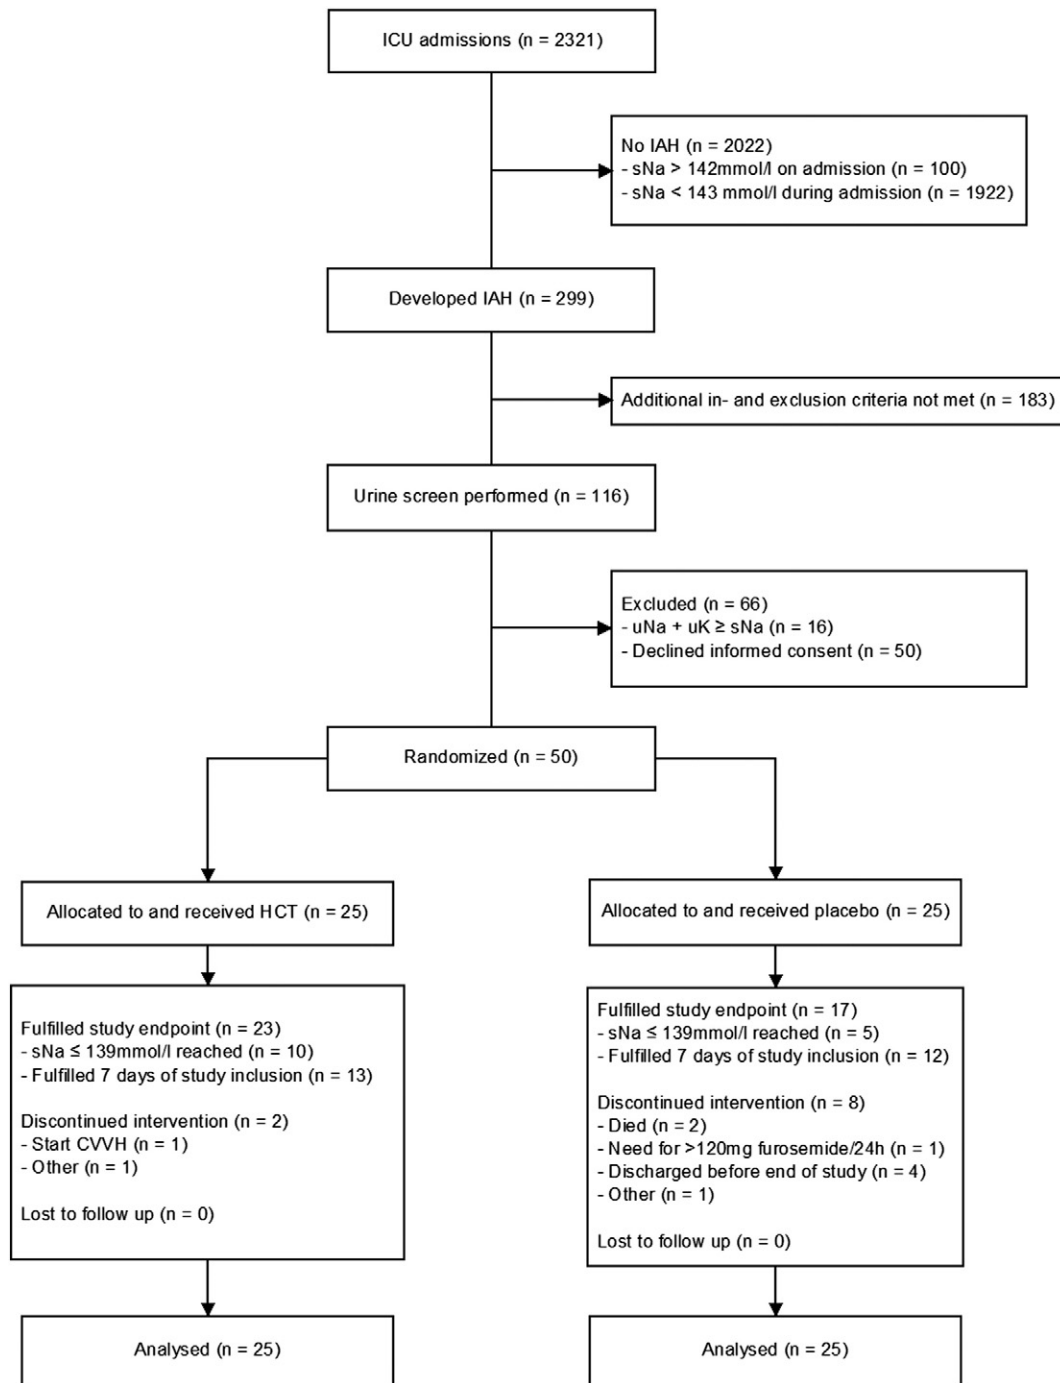 ICU admissions (n = 2321)
No IAH (n = 2022)
- sNa > 142mmol/l on admission (n = 100)
- sNa < 143 mmol/l during admission (n = 1922)
Developed IAH (n = 299)
Additional in- and exclusion criteria not met (n = 183)
Urine screen performed (n = 116)
Excluded (n = 66)
- uNa + uK ≥ sNa (n = 16)
- Declined informed consent (n = 50)
Randomized (n = 50)
Allocated to and received HCT (n = 25)
Fulfilled study endpoint (n = 23)
- sNa ≤ 139mmol/l reached (n = 10)
- Fulfilled 7 days of study inclusion (n = 13)
Discontinued intervention (n = 2)
- Start CVVH (n = 1)
- Other (n = 1)
Lost to follow up (n = 0)
Analysed (n = 25)
Allocated to and received placebo (n = 25)
Fulfilled study endpoint (n = 17)
- sNa ≤ 139mmol/l reached (n = 5)
- Fulfilled 7 days of study inclusion (n = 12)
Discontinued intervention (n = 8)
- Died (n = 2)
- Need for >120mg furosemide/24h (n = 1)
- Discharged before end of study (n = 4)
- Other (n = 1)
Lost to follow up (n = 0)
Analysed (n = 25)